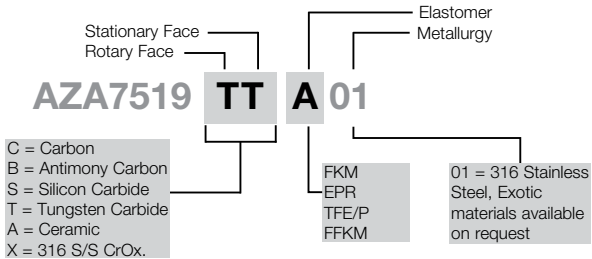 Elastomer
Stationary Face
Metallurgy
Rotary Face
AZA7519 TT A 01
C = Carbon
B = Antimony Carbon
S = Silicon Carbide
T = Tungsten Carbide
A = Ceramic
X = 316 S/S CrOx.
FKM
EPR
TFE/P
FFKM
01 = 316 Stainless
Steel, Exotic
materials available
on request